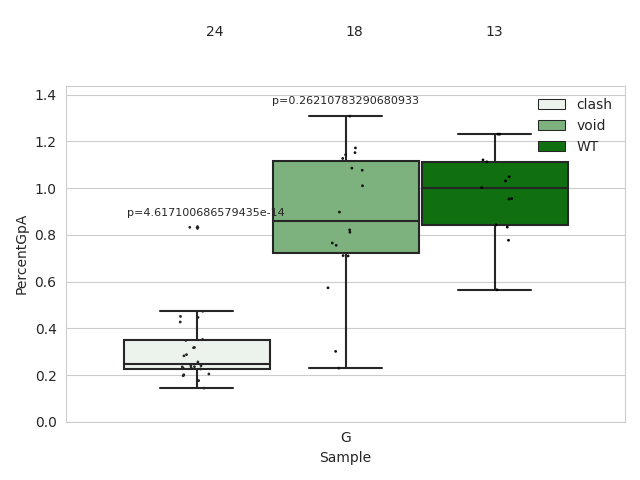 24 18 13
p=0.26210783290680933
p=4.617100686579435e-14
clash
void
WT
PercentGpA
1.4
1.2
1.0
0.8
0.6
0.4
0.2
0.0
G
Sample